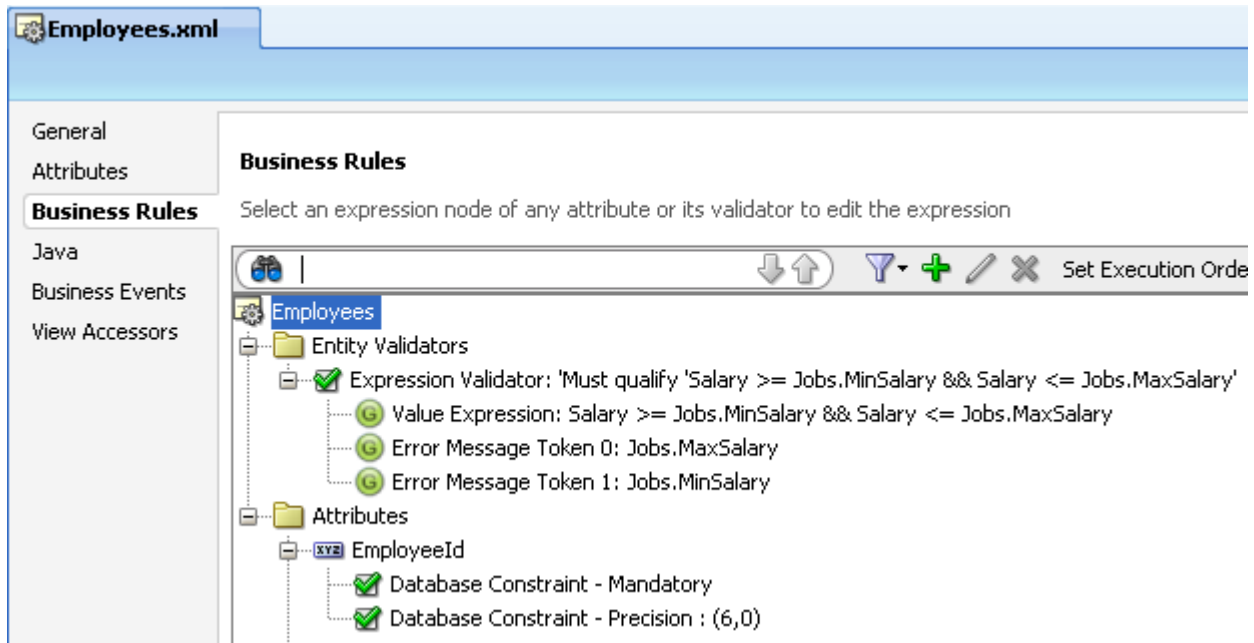 Employees.xml
General
Attributes
Business Rules
Java
Business Events
View Accessors
Business Rules
Select an expression node of any attribute or its validator to edit the expression
Set Execution Orde
Employees
Entity Validators
Expression Validator: 'Must qualify 'Salary >= Jobs.MinSalary && Salary <= Jobs.MaxSalary'
G Value Expression: Salary >= Jobs.MinSalary && Salary <= Jobs.MaxSalary
G Error Message Token 0: Jobs.MaxSalary
G Error Message Token 1: Jobs.MinSalary
Attributes
XYZ EmployeeId
Database Constraint - Mandatory
Database Constraint - Precision : (6,0)